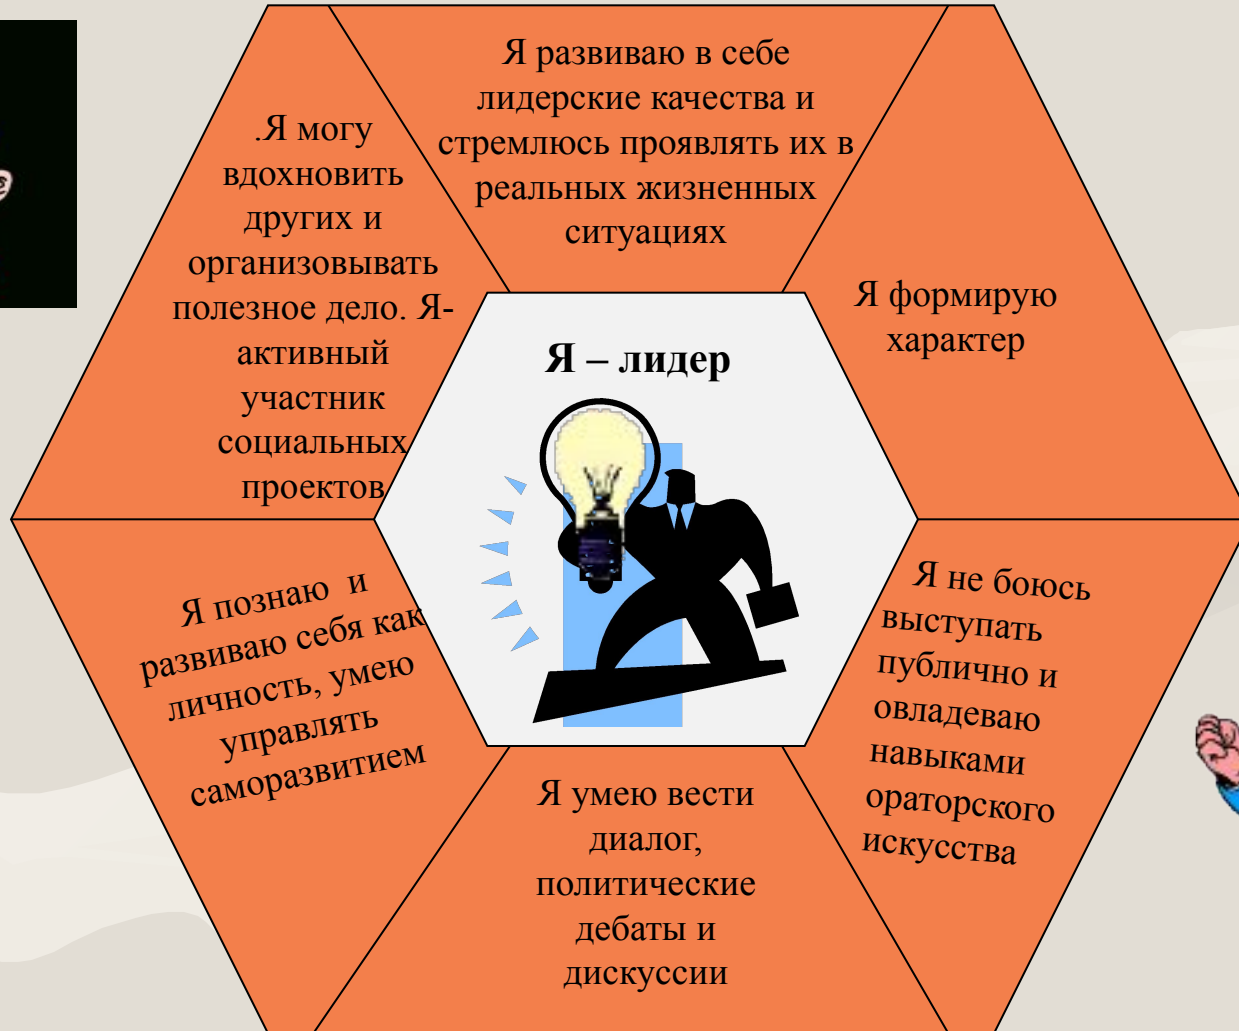 Я развиваю в себе
лидерские качества и
стремлюсь проявлять их в
реальных жизненных
ситуациях
.Я могу
вдохновить
других и
организовывать
полезное дело. Я-
активный
участник
социальных
проектов
Я формирую
характер
Я – лидер
Я познаю  и
развиваю себя как
личность, умею
управлять
саморазвитием
Я не боюсь
выступать
публично и
овладеваю
навыками
ораторского
искусства
Я умею вести
диалог,
политические
дебаты и
дискуссии